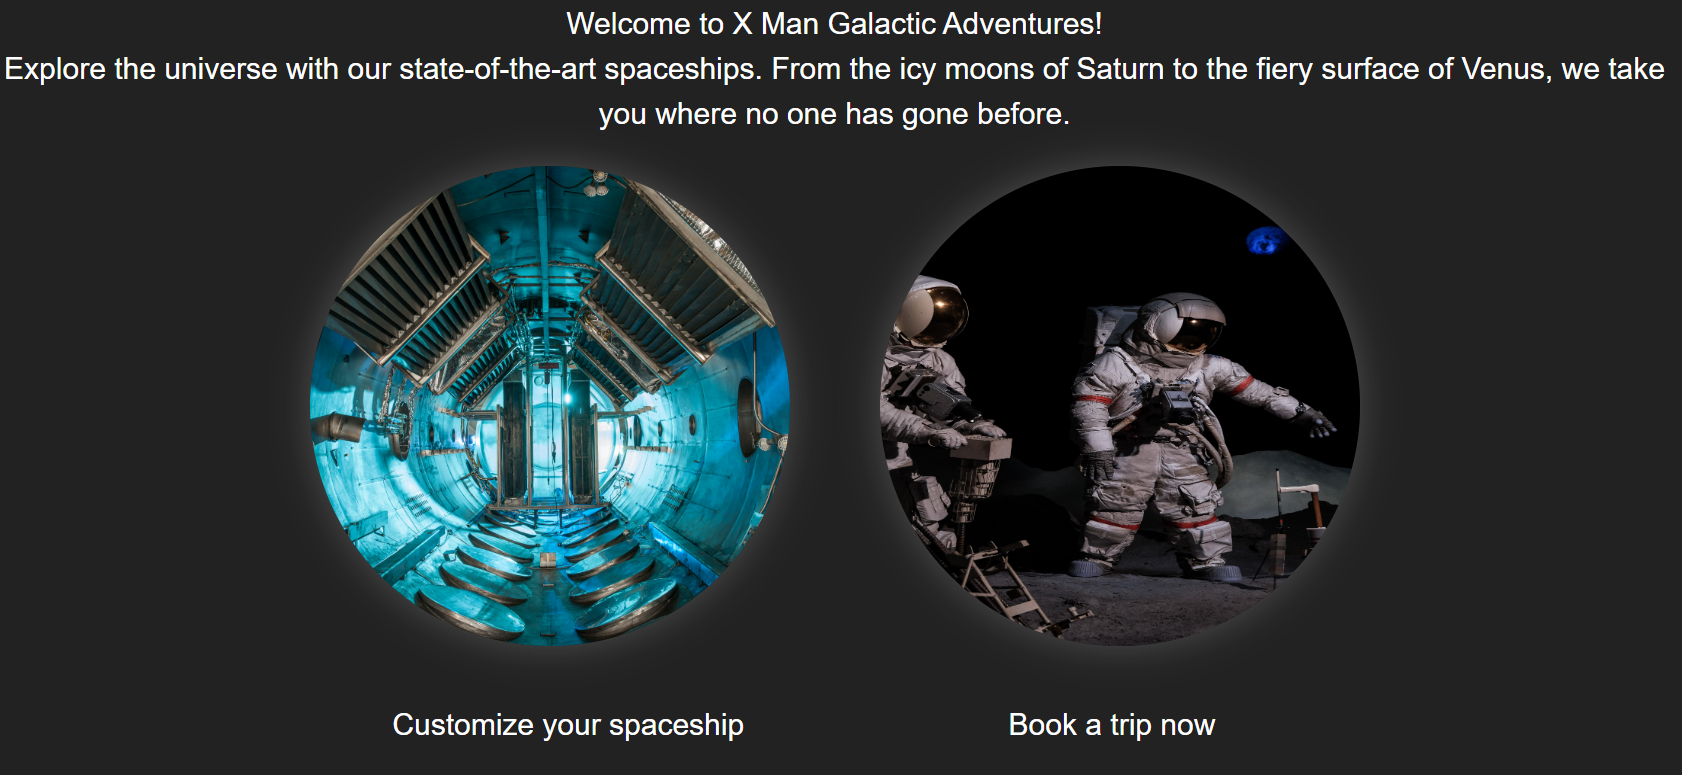 Welcome to X Man Galactic Adventures!
Explore the universe with our state-of-the-art spaceships. From the icy moons of Saturn to the fiery surface of Venus, we take
you where no one has gone before.
Customize your spaceship
Book a trip now